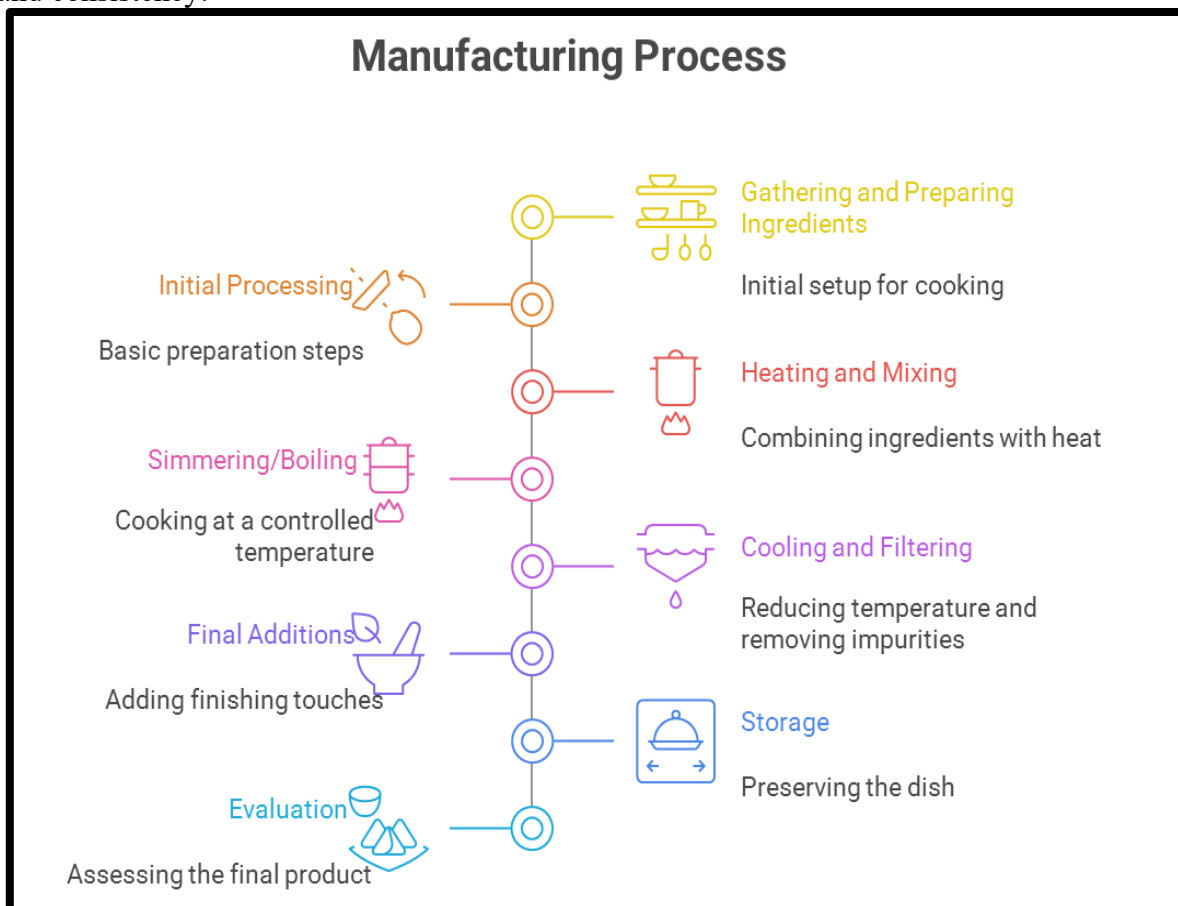 and consistency.
Manufacturing Process
Gathering and Preparing
Ingredients
Initial setup for cooking
Initial Processing
Basic preparation steps
Heating and Mixing
Combining ingredients with heat
Simmering/Boiling
Cooking at a controlled
temperature
Cooling and Filtering
Reducing temperature and
removing impurities
Final Additions
Adding finishing touches
Storage
Preserving the dish
Evaluation
Assessing the final product